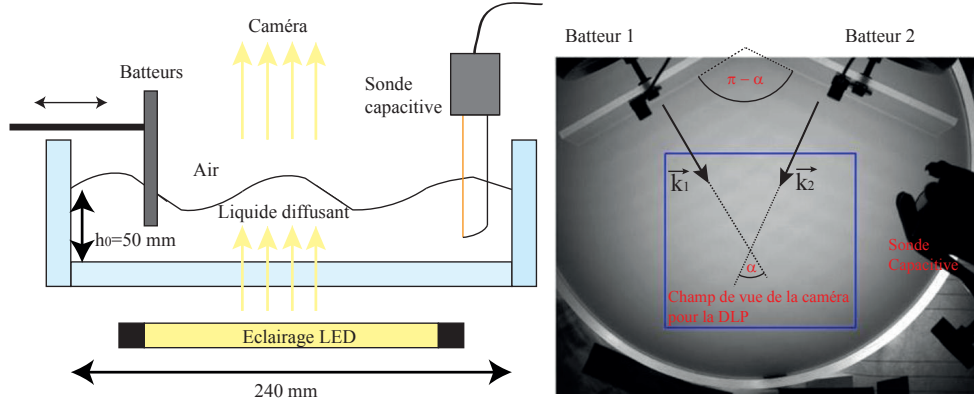 Caméra
Batteurs
Sonde
capacitive
Air
Liquide diffusant
h0=50 mm
Eclairage LED
240 mm
Batteur 1
Batteur 2
π − α
k1
k2
α
Sonde
Capacitive
Champ de vue de la caméra
pour la DLP